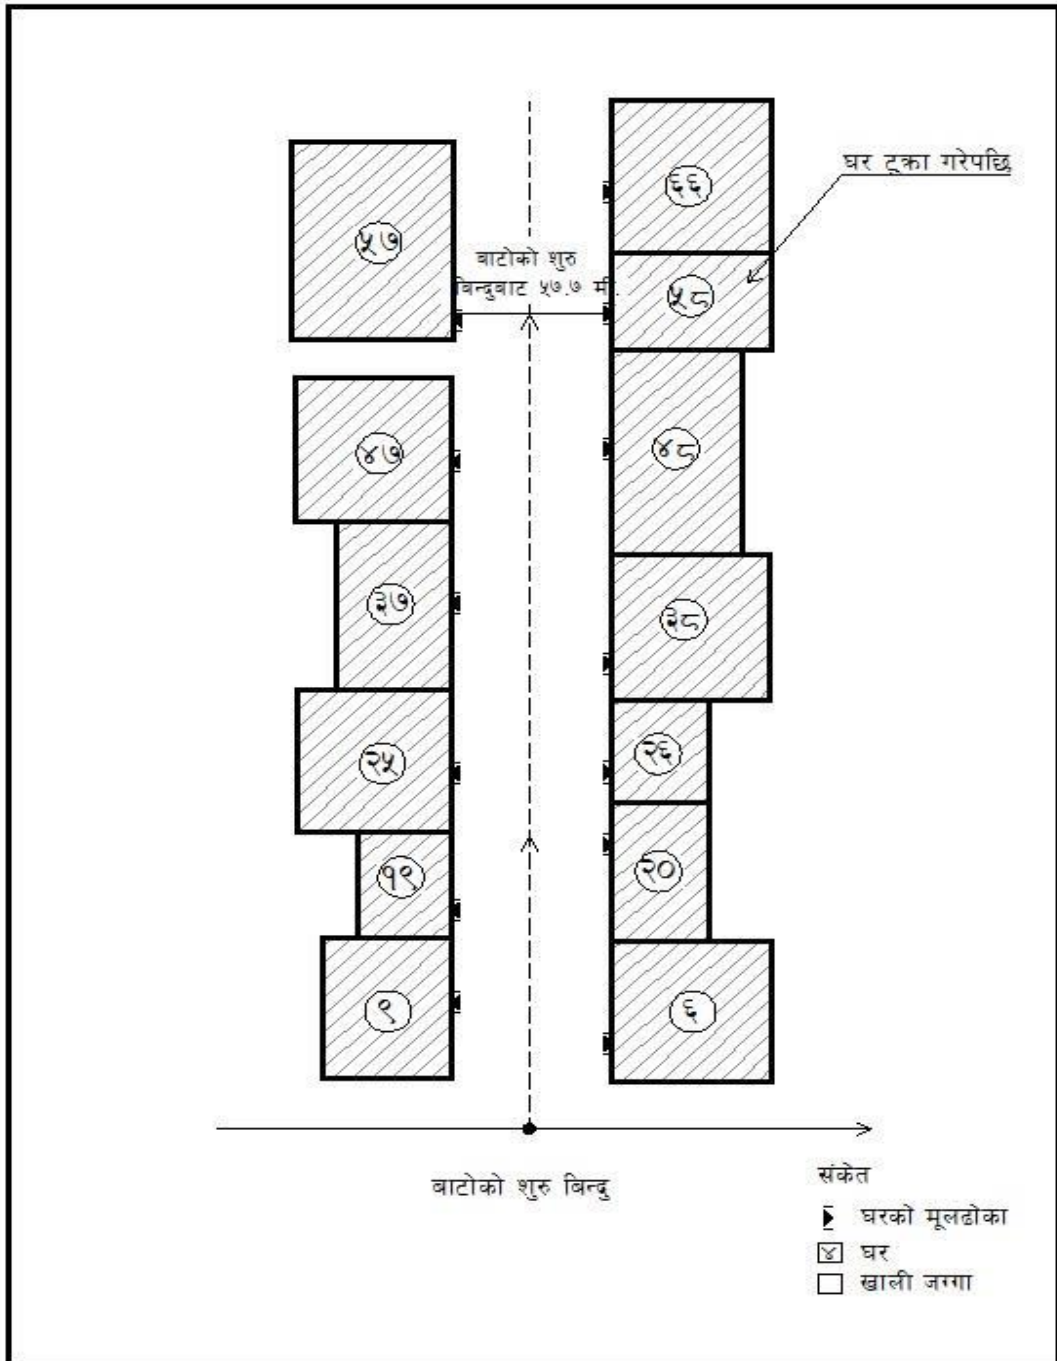 ६६
घर टूक्रा गरेपछि
५७
बाटोको शुरु
बिन्दुबाट ५७.७ मी.
५८
४७
४८
३७
३८
२५
२६
१९
२०
९
६
बाटोको शुरु बिन्दु
संकेत
घरको मूलढोका
४ घर
खाली जग्गा